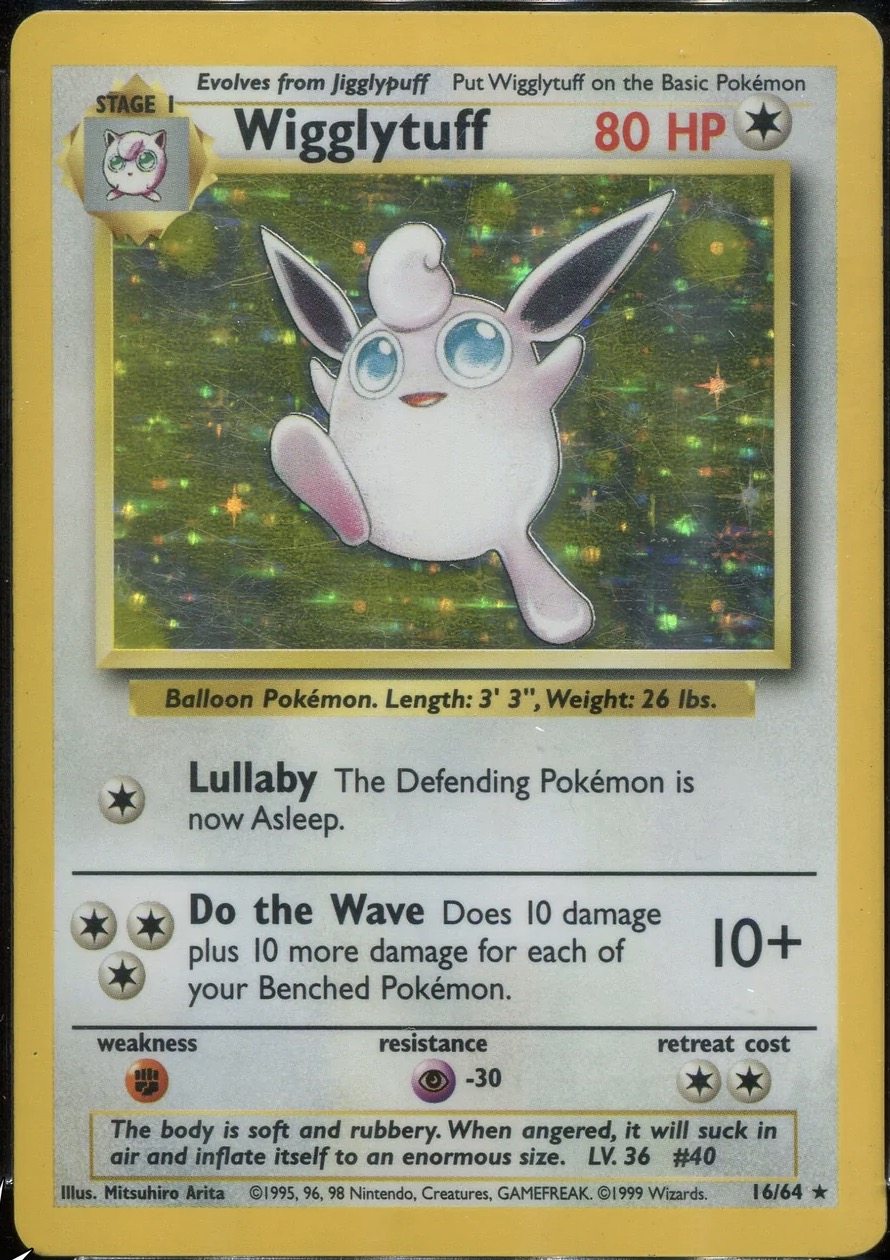 Evolves from Jigglypuff Put Wigglytuff on the Basic Pokémon
STAGE 1
Wigglytuff 80 HP
Balloon Pokémon. Length: 3' 3", Weight: 26 lbs.
Lullaby The Defending Pokémon is
now Asleep.
Do the Wave Does 10 damage
plus 10 more damage for each of
your Benched Pokémon.
10+
weakness resistance retreat cost
-30
The body is soft and rubbery. When angered, it will suck in
air and inflate itself to an enormous size. LV. 36 #40
Illus. Mitsuhiro Arita ©1995, 96, 98 Nintendo, Creatures, GAMEFREAK. ©1999 Wizards. 16/64 ★